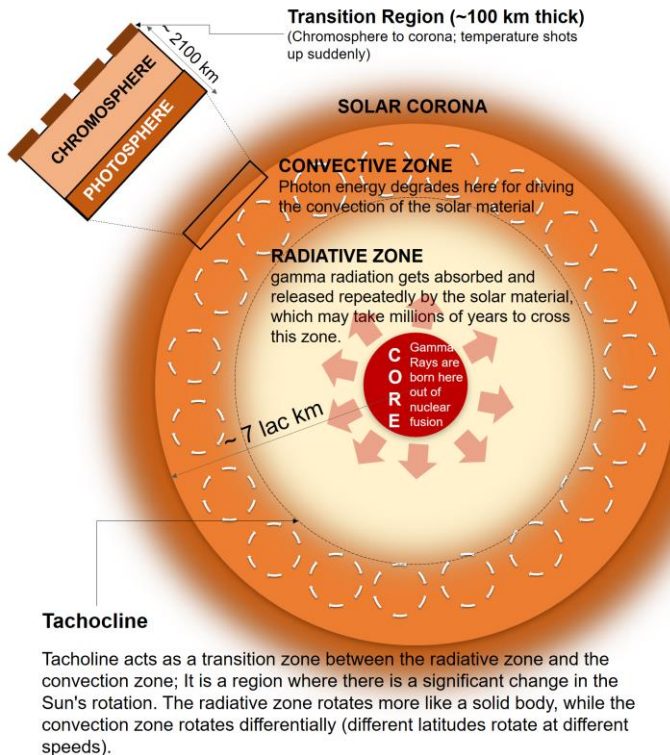 Transition Region (~100 km thick)
(Chromosphere to corona; temperature shots
up suddenly)
~ 2100 km
CHROMOSPHERE
PHOTOSPHERE
SOLAR CORONA
CONVECTIVE ZONE
Photon energy degrades here for driving
the convection of the solar material
RADIATIVE ZONE
gamma radiation gets absorbed and
released repeatedly by the solar material,
which may take millions of years to cross
this zone.
CORE
Gamma
Rays are
born here
out of
nuclear
fusion
~ 7 lac km
Tachocline
Tacholine acts as a transition zone between the radiative zone and the
convection zone; It is a region where there is a significant change in the
Sun's rotation. The radiative zone rotates more like a solid body, while the
convection zone rotates differentially (different latitudes rotate at different
speeds).